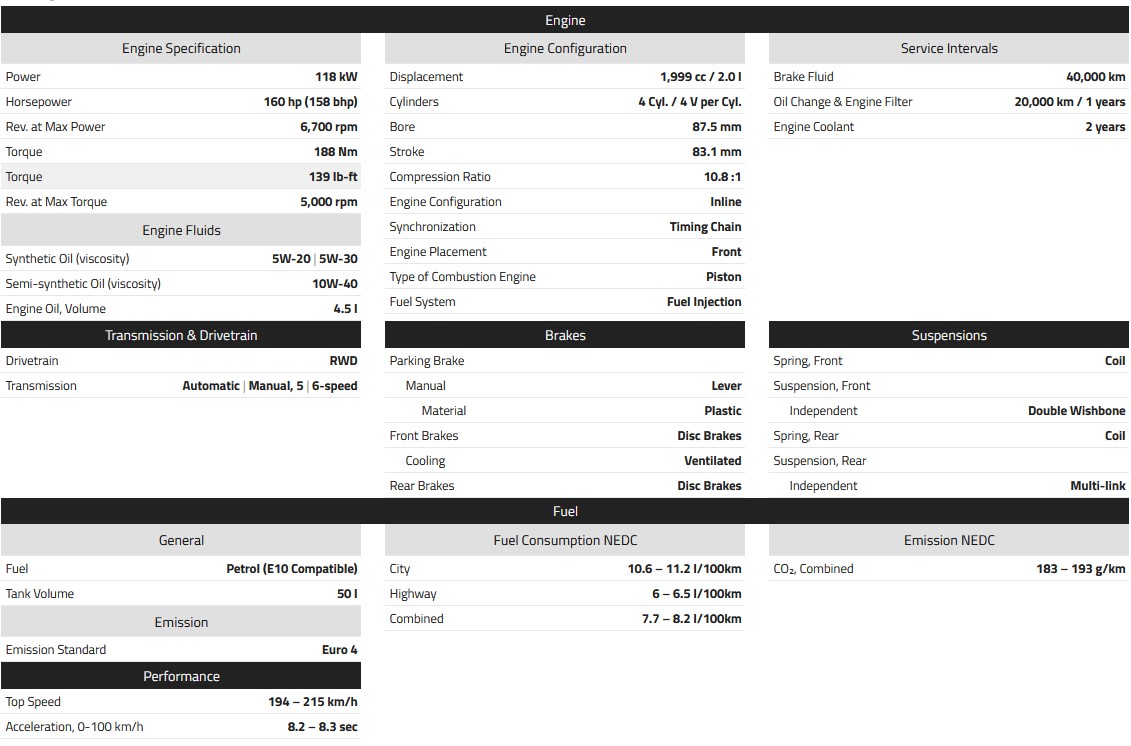 Engine
Engine Specification
Power 118 kW
Horsepower 160 hp (158 bhp)
Rev. at Max Power 6,700 rpm
Torque 188 Nm
Torque 139 lb-ft
Rev. at Max Torque 5,000 rpm
Engine Fluids
Synthetic Oil (viscosity) 5W-20 | 5W-30
Semi-synthetic Oil (viscosity) 10W-40
Engine Oil, Volume 4.5 l
Engine Configuration
Displacement 1,999 cc / 2.0 l
Cylinders 4 Cyl. / 4 V per Cyl.
Bore 87.5 mm
Stroke 83.1 mm
Compression Ratio 10.8 :1
Engine Configuration Inline
Synchronization Timing Chain
Engine Placement Front
Type of Combustion Engine Piston
Fuel System Fuel Injection
Service Intervals
Brake Fluid 40,000 km
Oil Change & Engine Filter 20,000 km / 1 years
Engine Coolant 2 years
Transmission & Drivetrain
Drivetrain RWD
Transmission Automatic | Manual, 5 | 6-speed
Brakes
Parking Brake
Manual Lever
Material Plastic
Front Brakes Disc Brakes
Cooling Ventilated
Rear Brakes Disc Brakes
Suspensions
Spring, Front Coil
Suspension, Front
Independent Double Wishbone
Spring, Rear Coil
Suspension, Rear
Independent Multi-link
Fuel
General
Fuel Petrol (E10 Compatible)
Tank Volume 50 l
Emission
Emission Standard Euro 4
Fuel Consumption NEDC
City 10.6 – 11.2 l/100km
Highway 6 – 6.5 l/100km
Combined 7.7 – 8.2 l/100km
Emission NEDC
CO₂, Combined 183 – 193 g/km
Performance
Top Speed 194 – 215 km/h
Acceleration, 0-100 km/h 8.2 – 8.3 sec